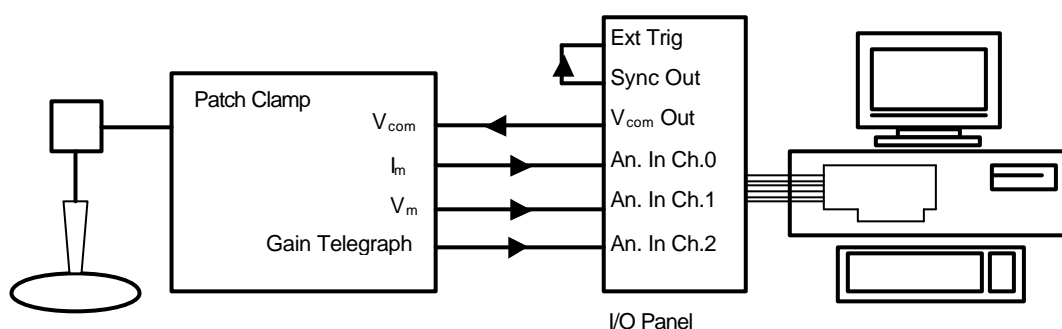 Ext Trig
Sync Out
Patch Clamp
Vcom
Vcom Out
Im
An. In Ch.0
Vm
An. In Ch.1
Gain Telegraph
An. In Ch.2
I/O Panel